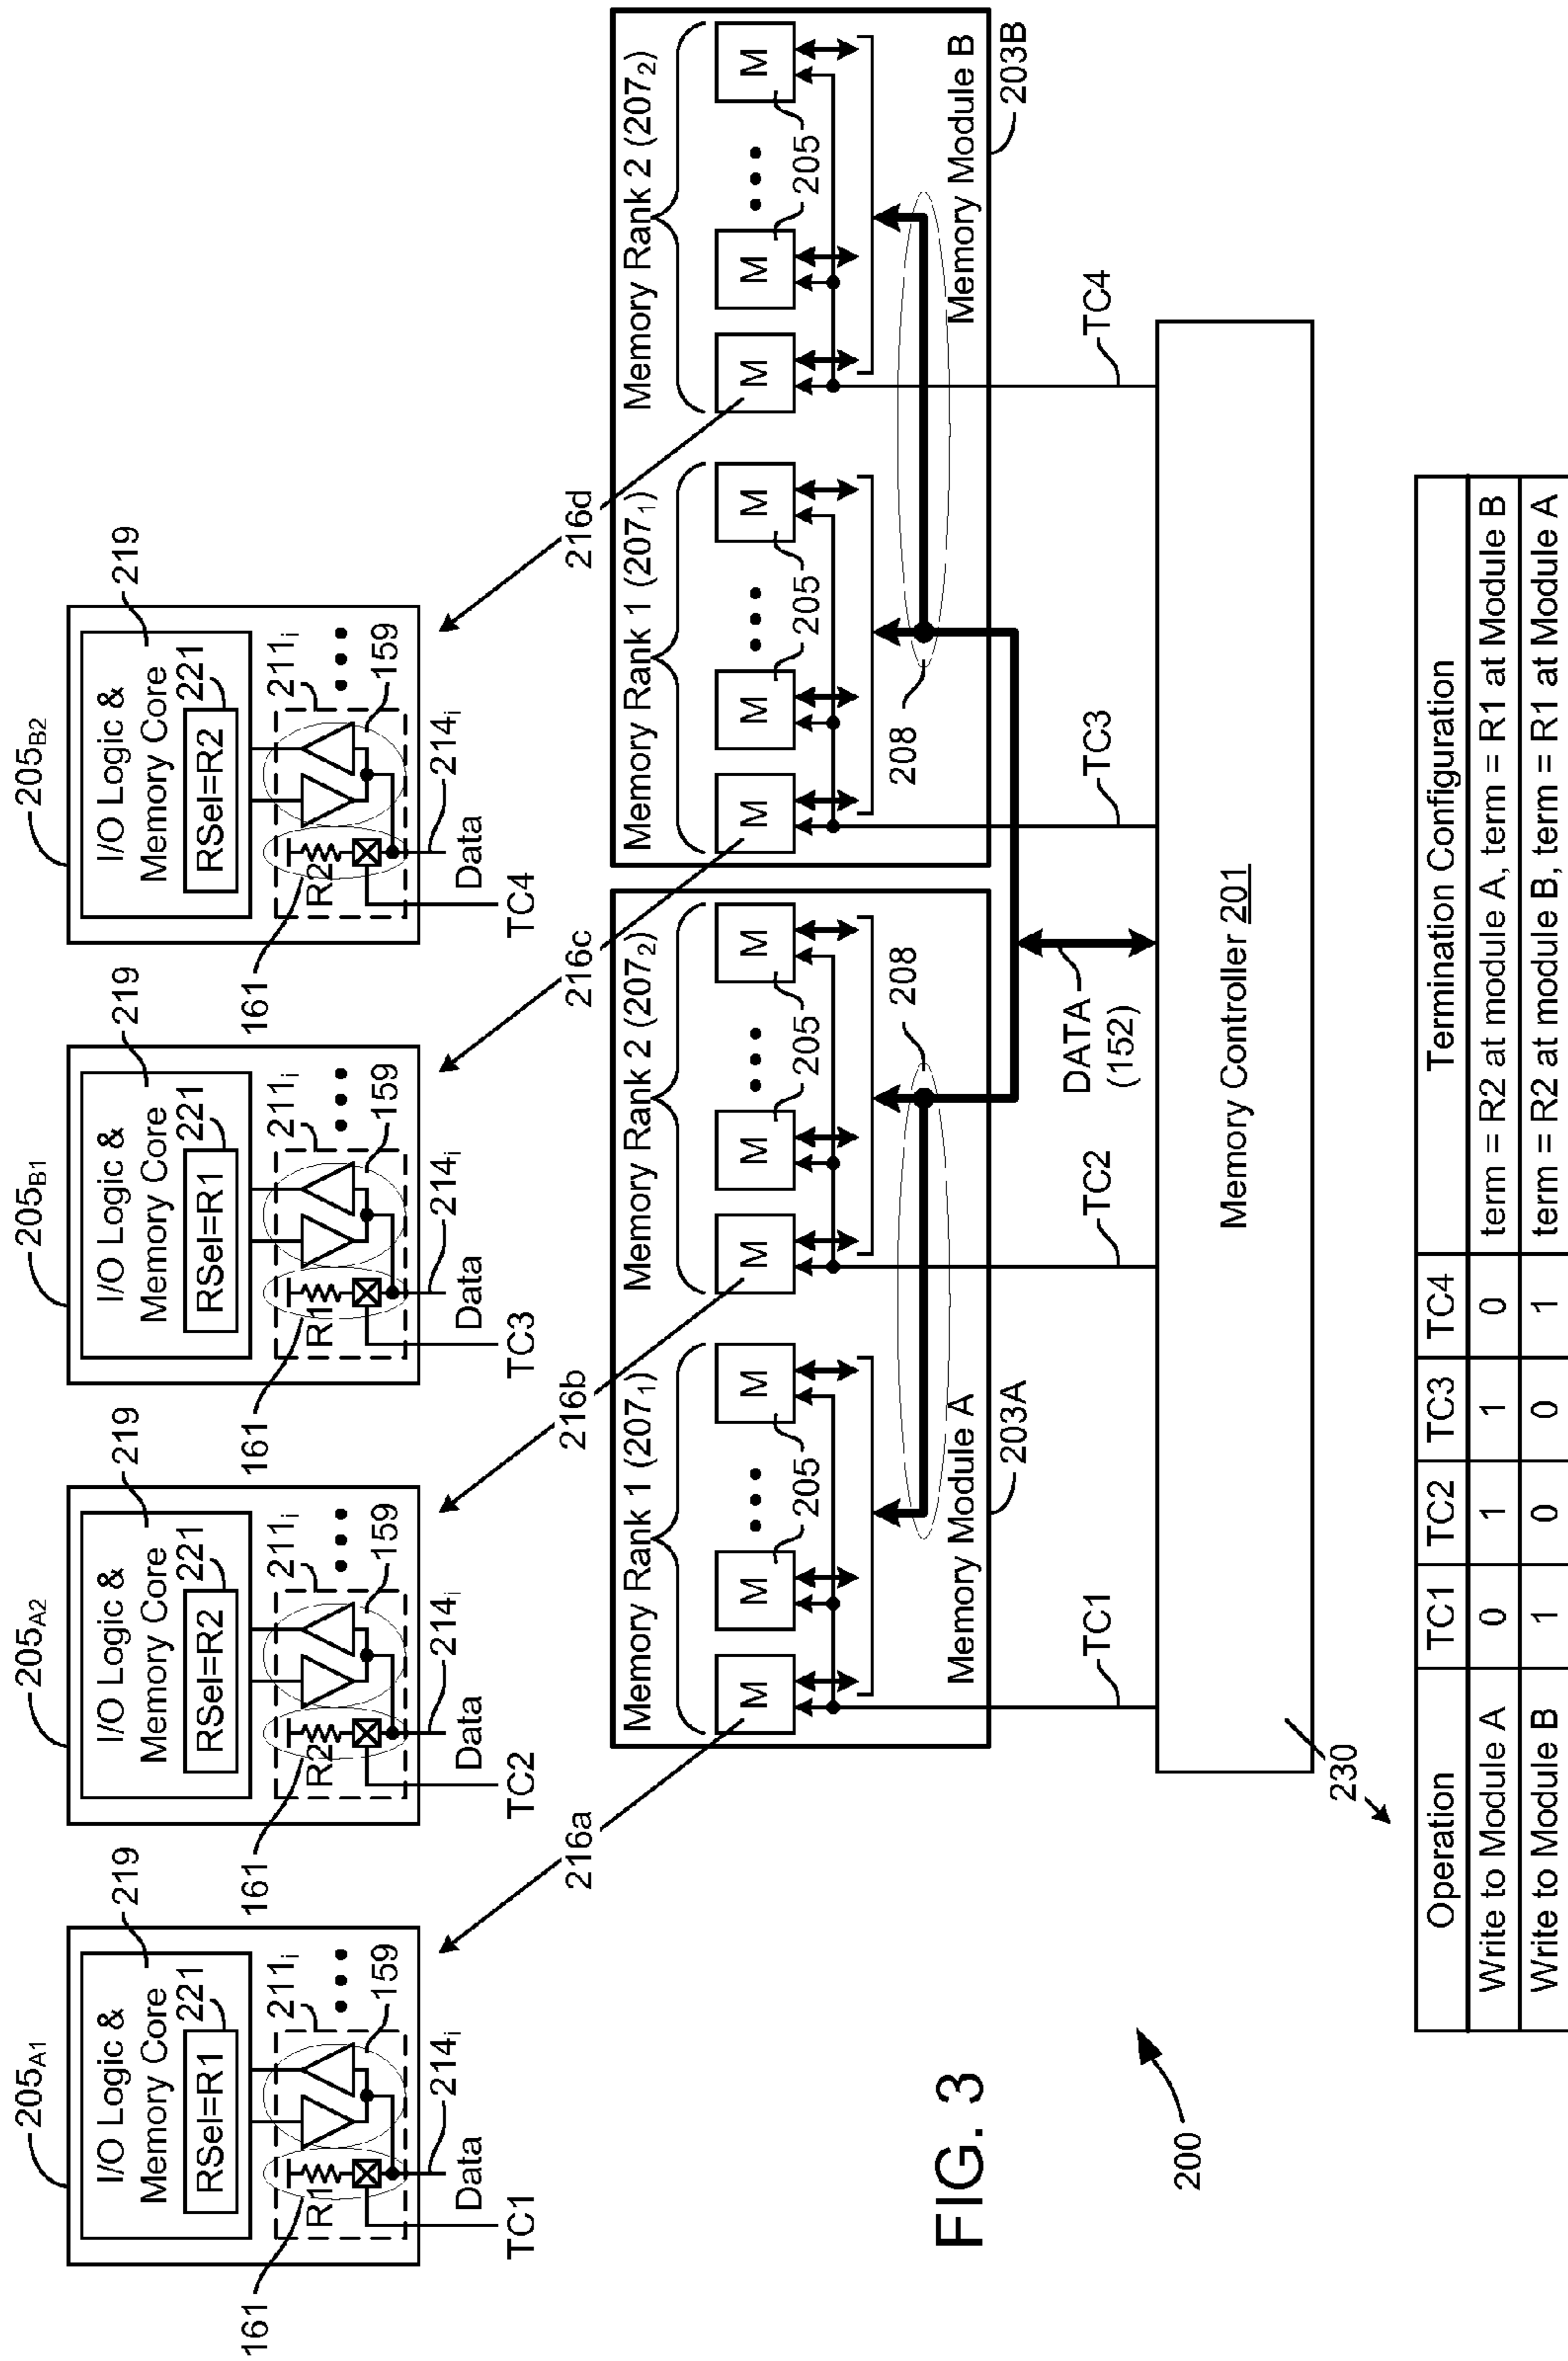 205A1
I/O Logic &
Memory Core
RSel=R1
219
221
211i
159
R1
161
214i
Data
TC1
205A2
I/O Logic &
Memory Core
RSel=R2
219
221
211i
159
R2
161
214i
Data
TC2
205B1
I/O Logic &
Memory Core
RSel=R1
219
221
211i
159
R1
161
214i
Data
TC3
205B2
I/O Logic &
Memory Core
RSel=R2
219
221
211i
159
R2
161
214i
Data
TC4
216a
216b
216c
216d
Memory Rank 1 (207₁)
M
M
M
205
Memory Rank 2 (207₂)
M
M
M
205
208
Memory Module A
203A
Memory Rank 1 (207₁)
M
M
M
205
Memory Rank 2 (207₂)
M
M
M
205
208
Memory Module B
203B
TC1
TC2
DATA
(152)
TC3
TC4
Memory Controller 201
FIG. 3
200
230
Operation TC1 TC2 TC3 TC4 Termination Configuration
Write to Module A 0 1 1 0 term = R2 at module A, term = R1 at Module B
Write to Module B 1 0 0 1 term = R2 at module B, term = R1 at Module A